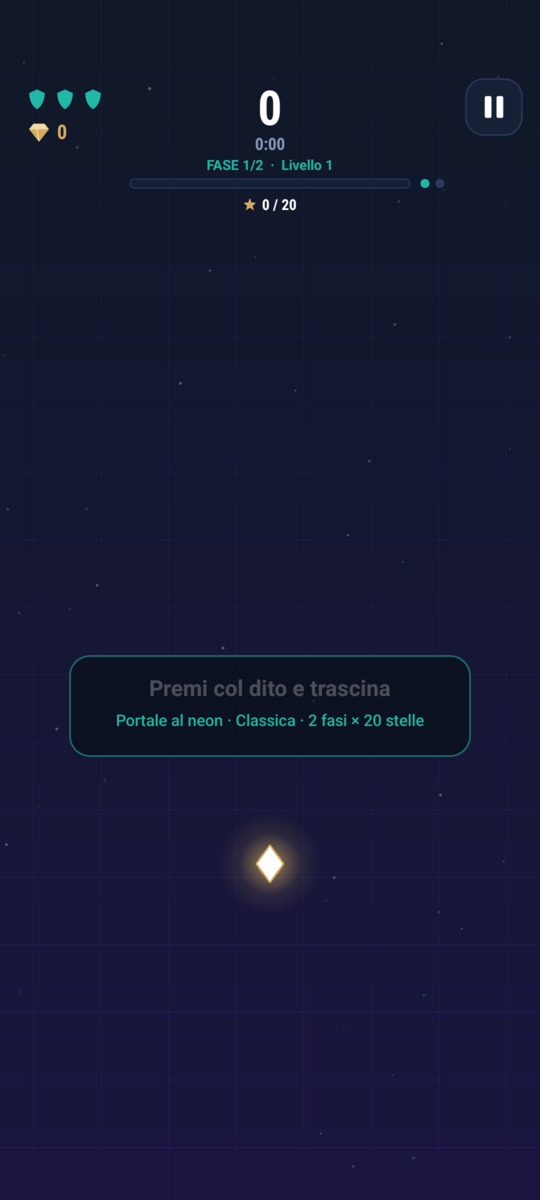 0
0
0:00
FASE 1/2 · Livello 1
0 / 20
Premi col dito e trascina
Portale al neon · Classica · 2 fasi × 20 stelle